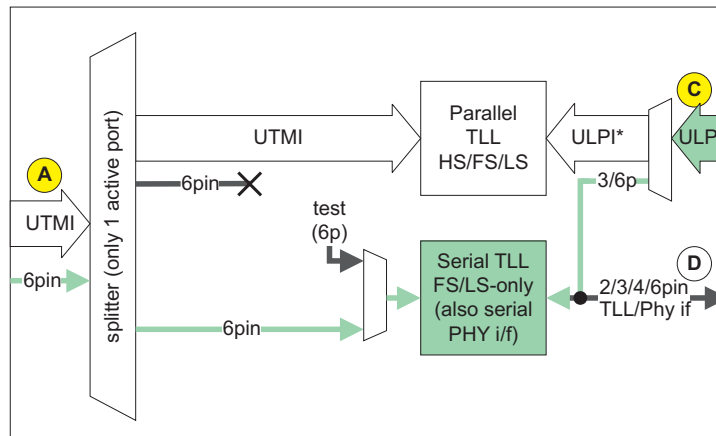 C
Parallel
TLL
HS/FS/LS
UTMI
ULPI*
ULP
A
6pin
3/6p
UTMI
splitter (only 1 active port)
test
(6p)
D
6pin
Serial TLL
FS/LS-only
(also serial
PHY i/f)
2/3/4/6pin
TLL/Phy if
6pin